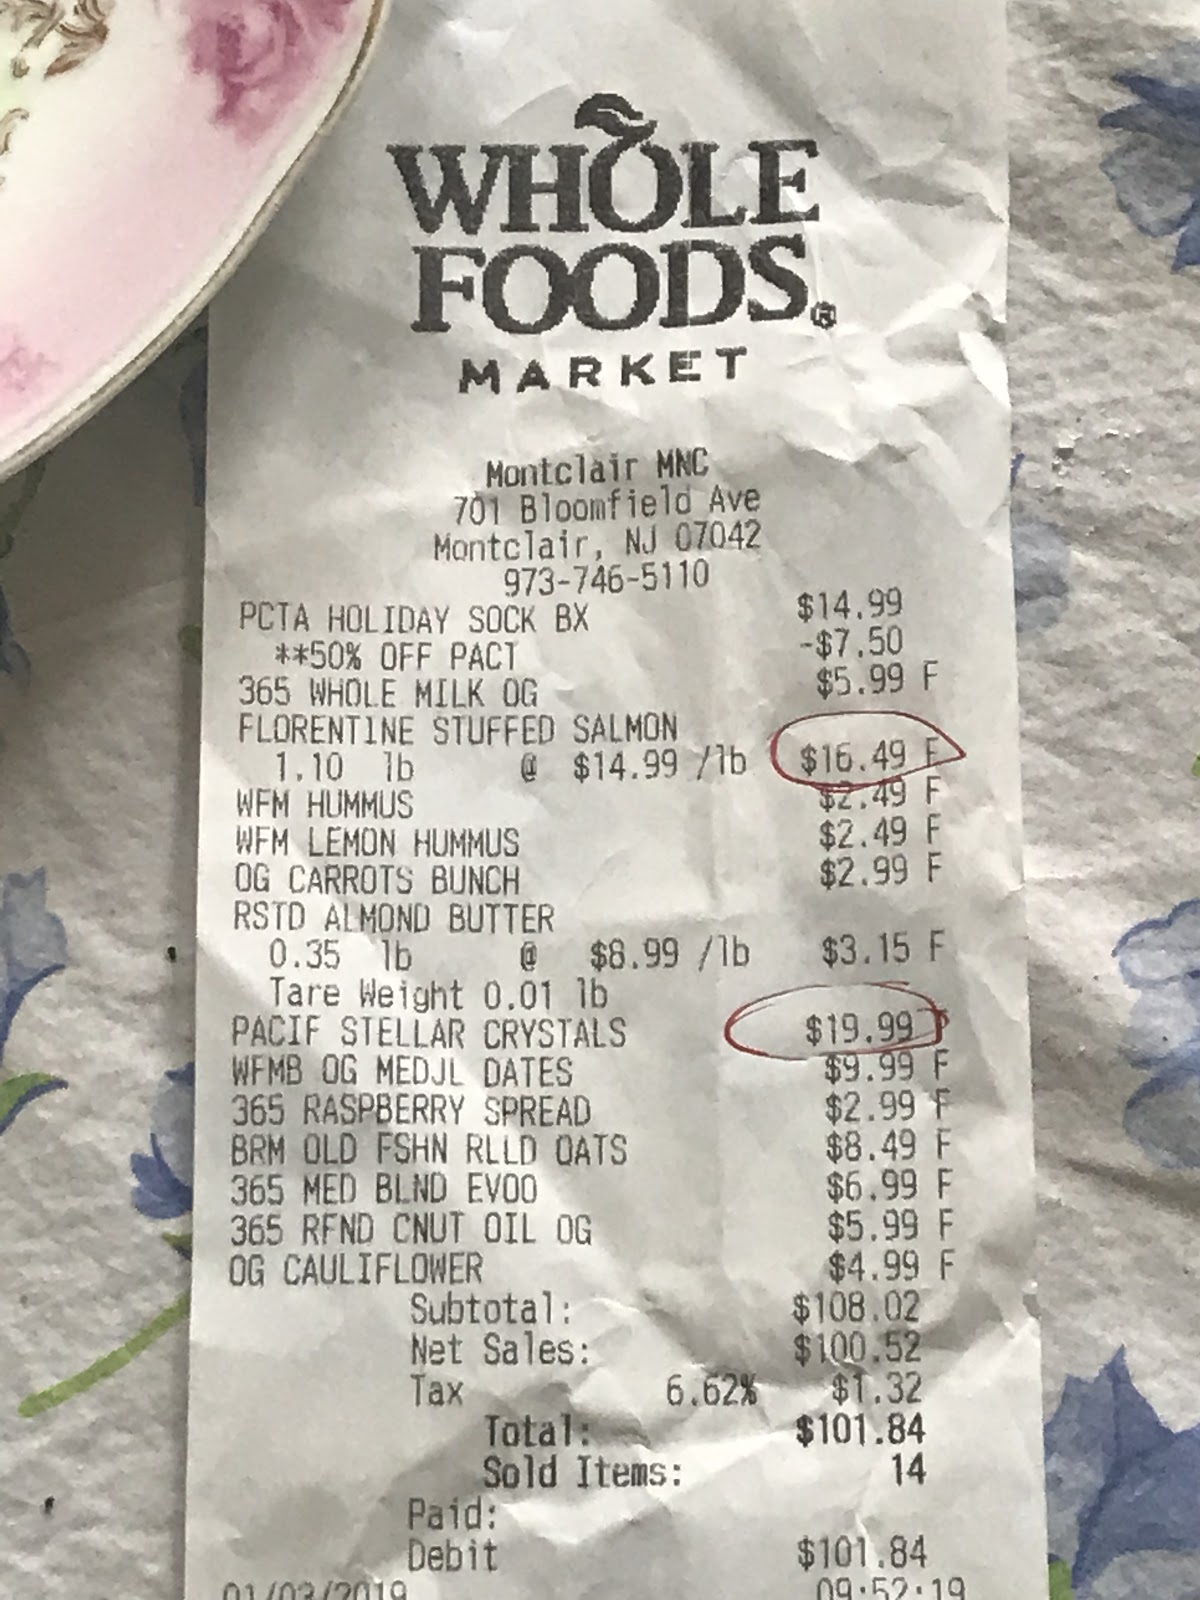 WHOLE
FOODS®
MARKET
Montclair MNC
701 Bloomfield Ave
Montclair, NJ 07042
973-746-5110
PCTA HOLIDAY SOCK BX $14.99
**50% OFF PACT -$7.50
365 WHOLE MILK OG $5.99 F
FLORENTINE STUFFED SALMON
1.10 lb @ $14.99 /lb $16.49 F
WFM HUMMUS $2.49 F
WFM LEMON HUMMUS $2.49 F
OG CARROTS BUNCH $2.99 F
RSTD ALMOND BUTTER
0.35 lb @ $8.99 /lb $3.15 F
Tare Weight 0.01 lb
PACIF STELLAR CRYSTALS $19.99 F
WFMB OG MEDJL DATES $9.99 F
365 RASPBERRY SPREAD $2.99 F
BRM OLD FSHN RLLD OATS $8.49 F
365 MED BLND EVOO $6.99 F
365 RFND CNUT OIL OG $5.99 F
OG CAULIFLOWER $4.99 F
Subtotal: $108.02
Net Sales: $100.52
Tax 6.62% $1.32
Total: $101.84
Sold Items: 14
Paid:
Debit $101.84
01/03/2019 09:52:19